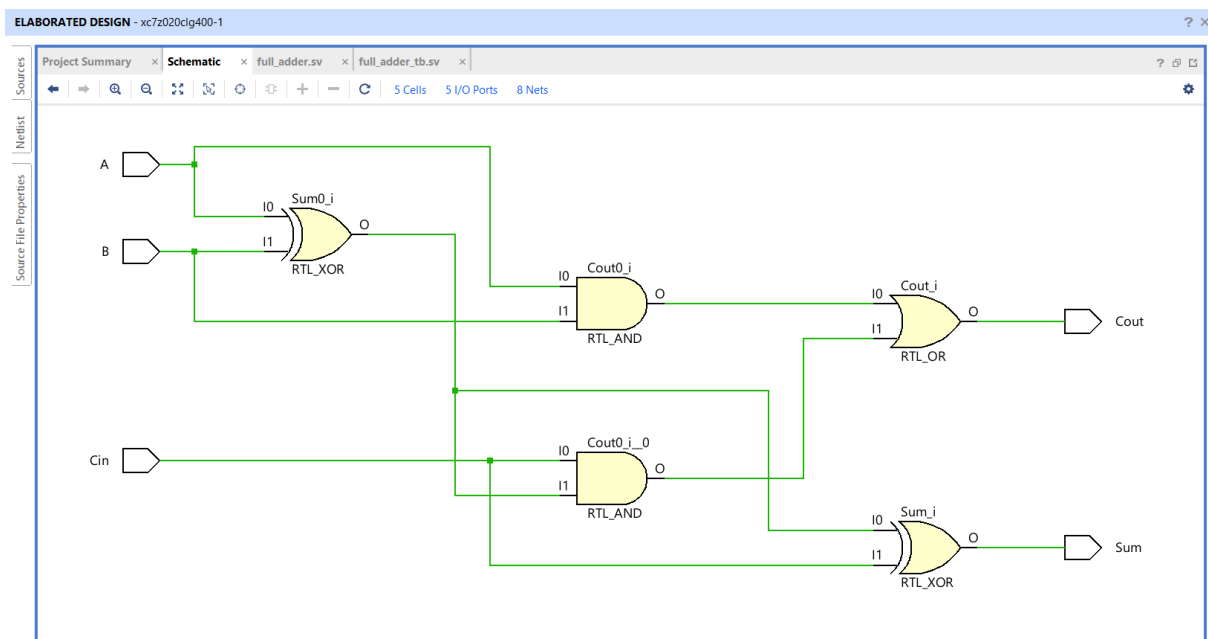 ELABORATED DESIGN - xc7z020clg400-1
? ×
Sources
Netlist
Source File Properties
Project Summary ×
Schematic ×
full_adder.sv ×
full_adder_tb.sv ×
?
5 Cells
5 I/O Ports
8 Nets
A
B
Cin
Sum0_i
I0
I1
O
RTL_XOR
Cout0_i
I0
I1
O
RTL_AND
Cout0_i__0
I0
I1
O
RTL_AND
Cout_i
I0
I1
O
RTL_OR
Cout
Sum_i
I0
I1
O
RTL_XOR
Sum